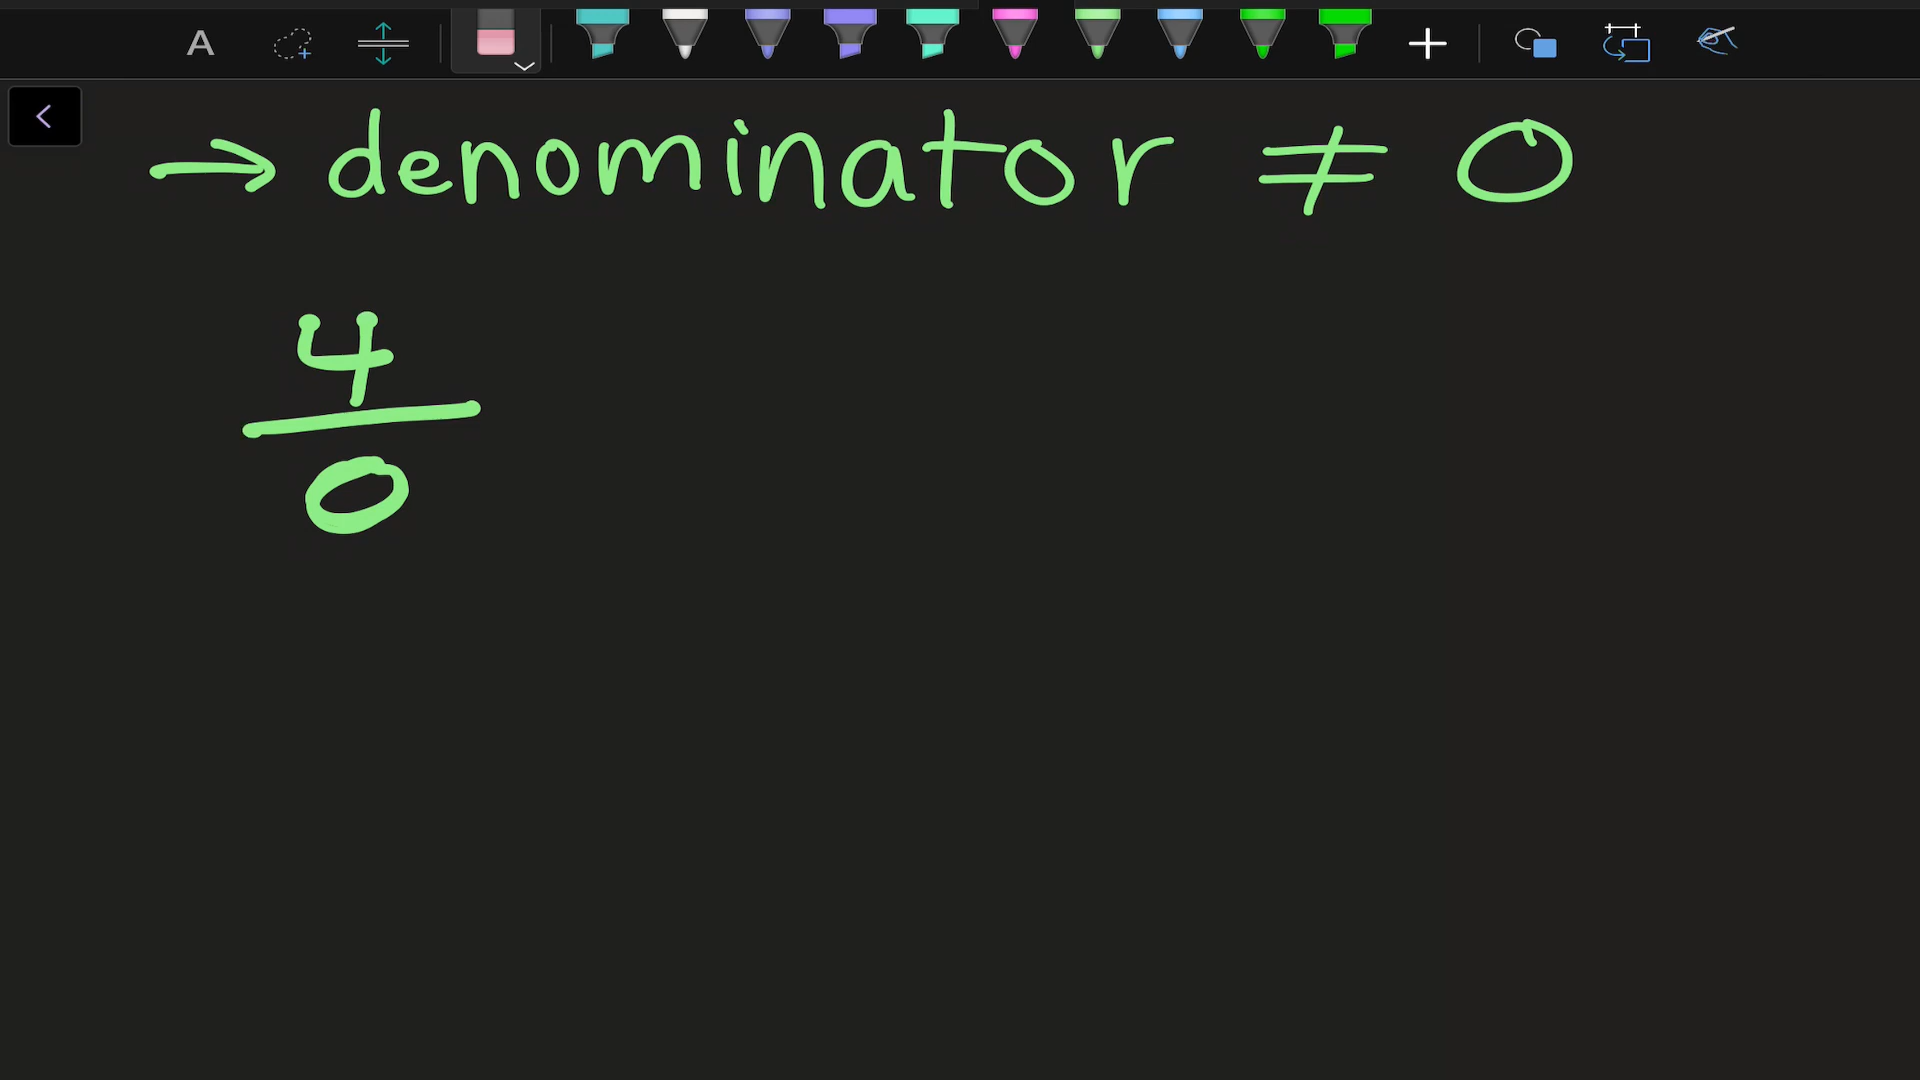 A
→ denominator ≠ 0
4
0